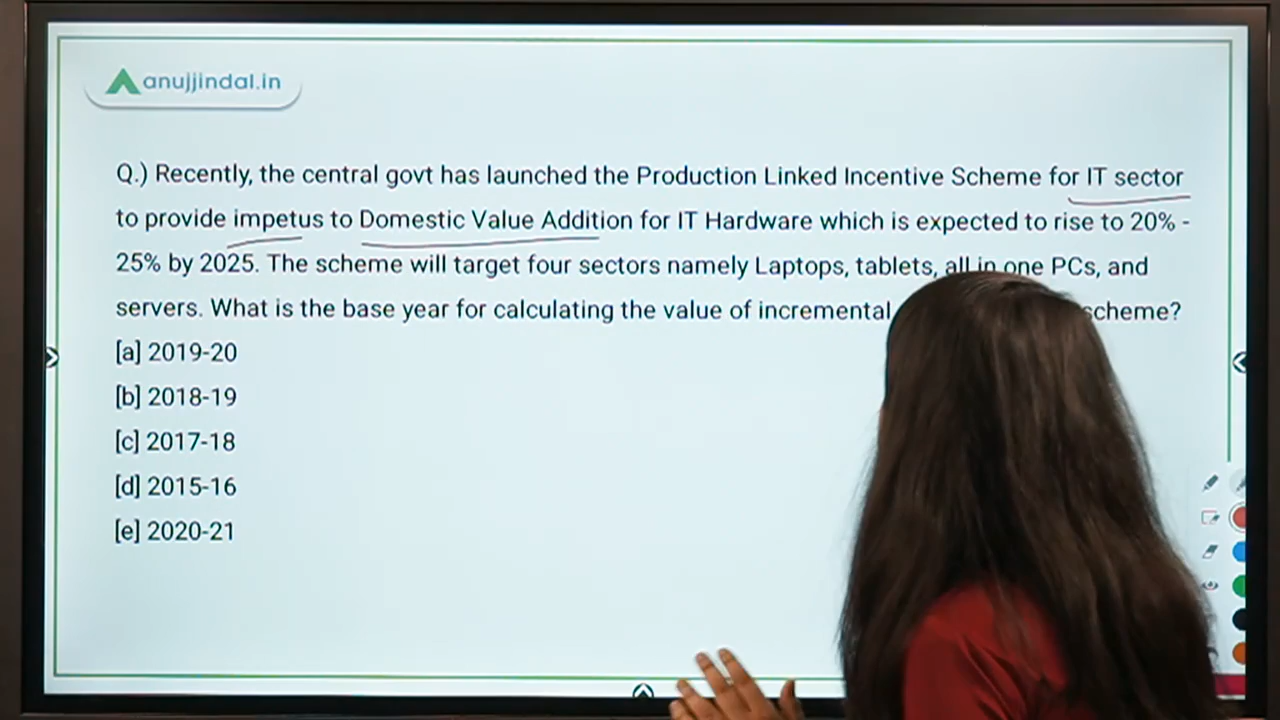 anujjindal.in
Q.) Recently, the central govt has launched the Production Linked Incentive Scheme for IT sector
to provide impetus to Domestic Value Addition for IT Hardware which is expected to rise to 20% -
25% by 2025. The scheme will target four sectors namely Laptops, tablets, all in one PCs, and
servers. What is the base year for calculating the value of incremental scheme?
[a] 2019-20
[b] 2018-19
[c] 2017-18
[d] 2015-16
[e] 2020-21